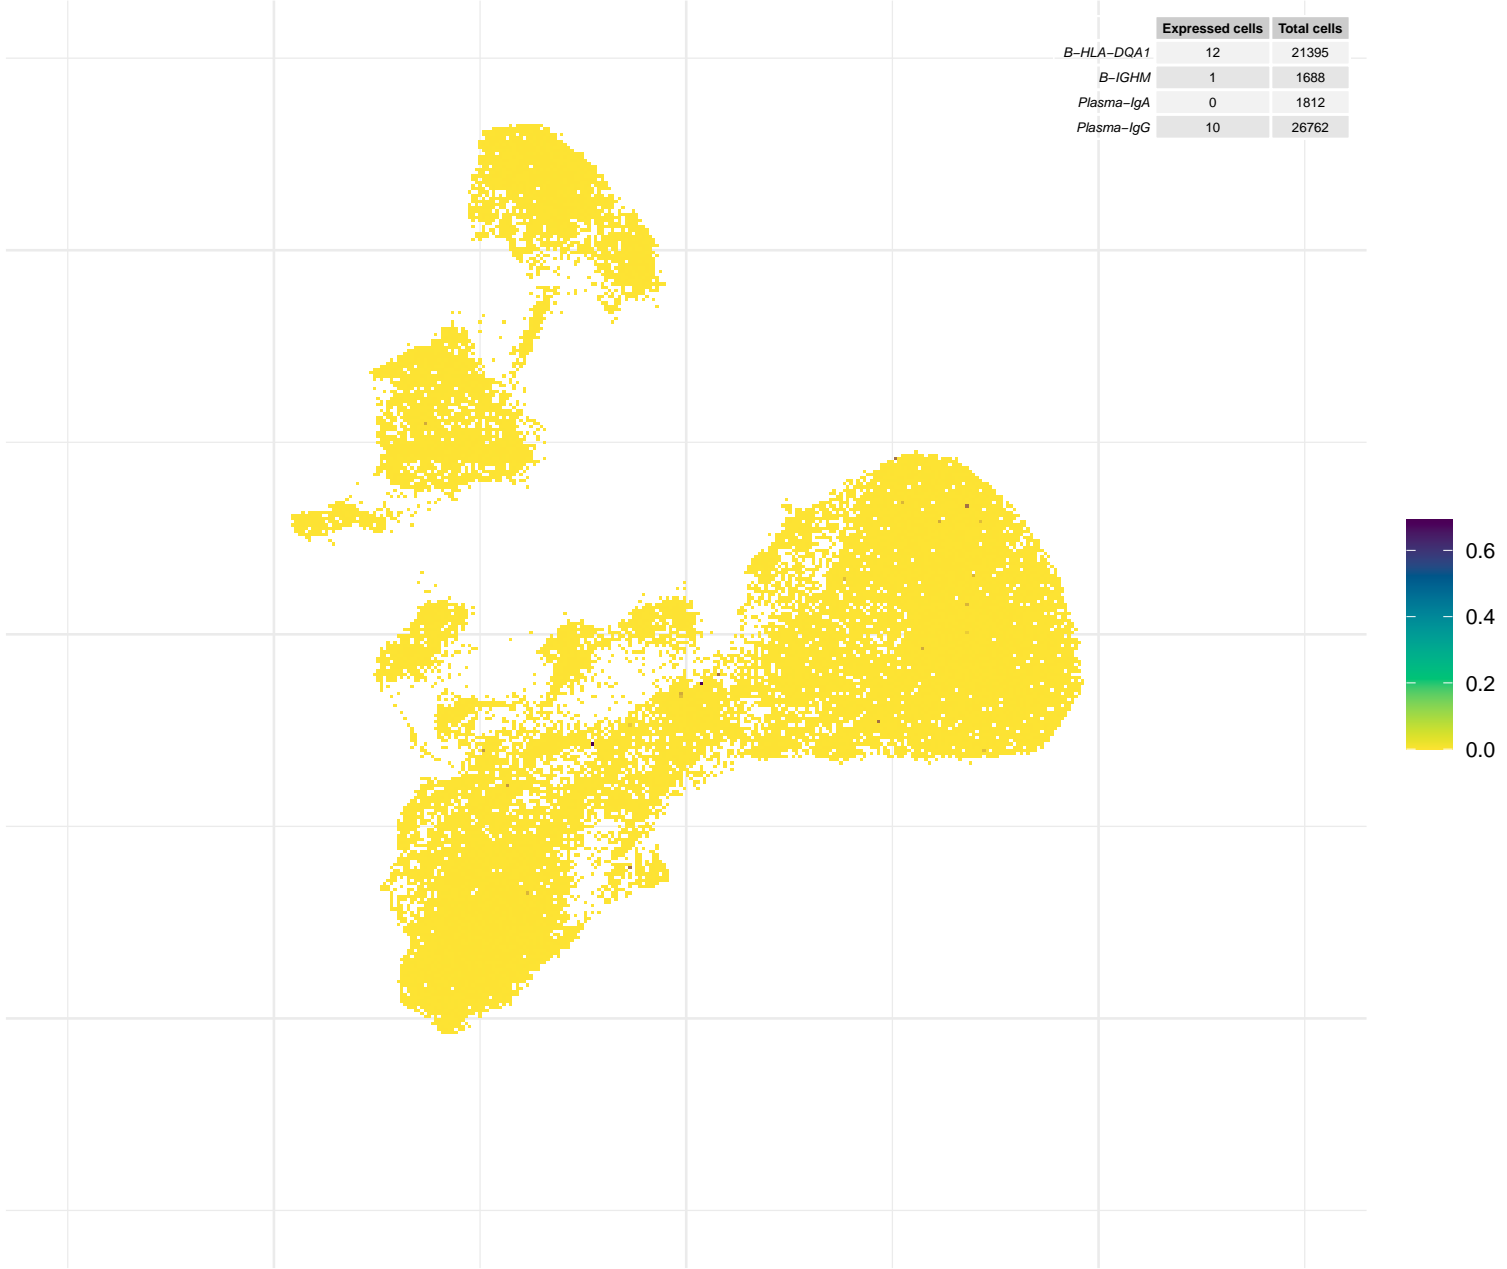 Expressed cells Total cells
B−HLA−DQA1 12 21395
B−IGHM 1 1688
Plasma−IgA 0 1812
Plasma−IgG 10 26762
0.6
0.4
0.2
0.0